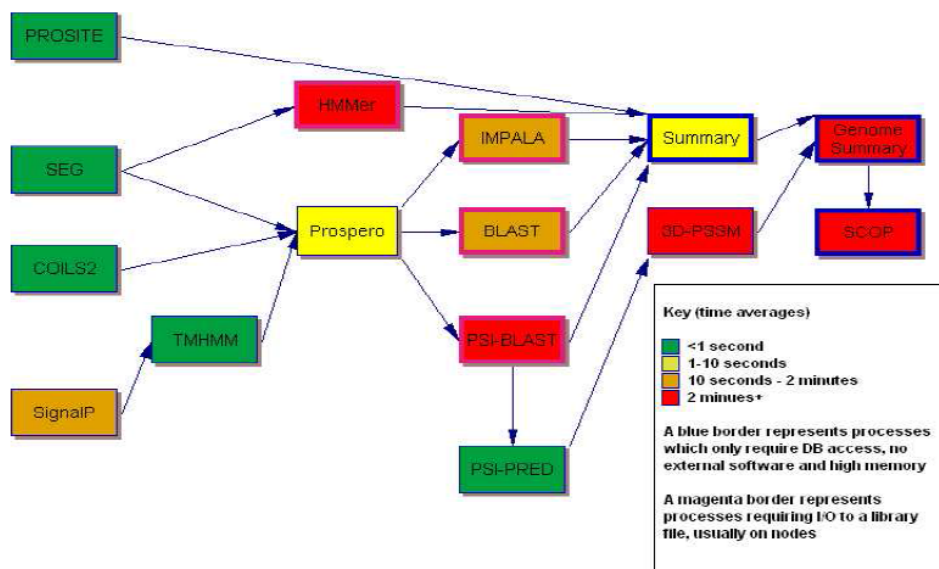 PROSITE
HMMer
IMPALA
Summary
Genome
Summary
SEG
Prospero
BLAST
3D-PSSM
SCOP
COILS2
TMHMM
PSI-BLAST
SignalP
PSI-PRED
Key (time averages)
<1 second
1-10 seconds
10 seconds - 2 minutes
2 minues+
A blue border represents processes
which only require DB access, no
external software and high memory
A magenta border represents
processes requiring I/O to a library
file, usually on nodes